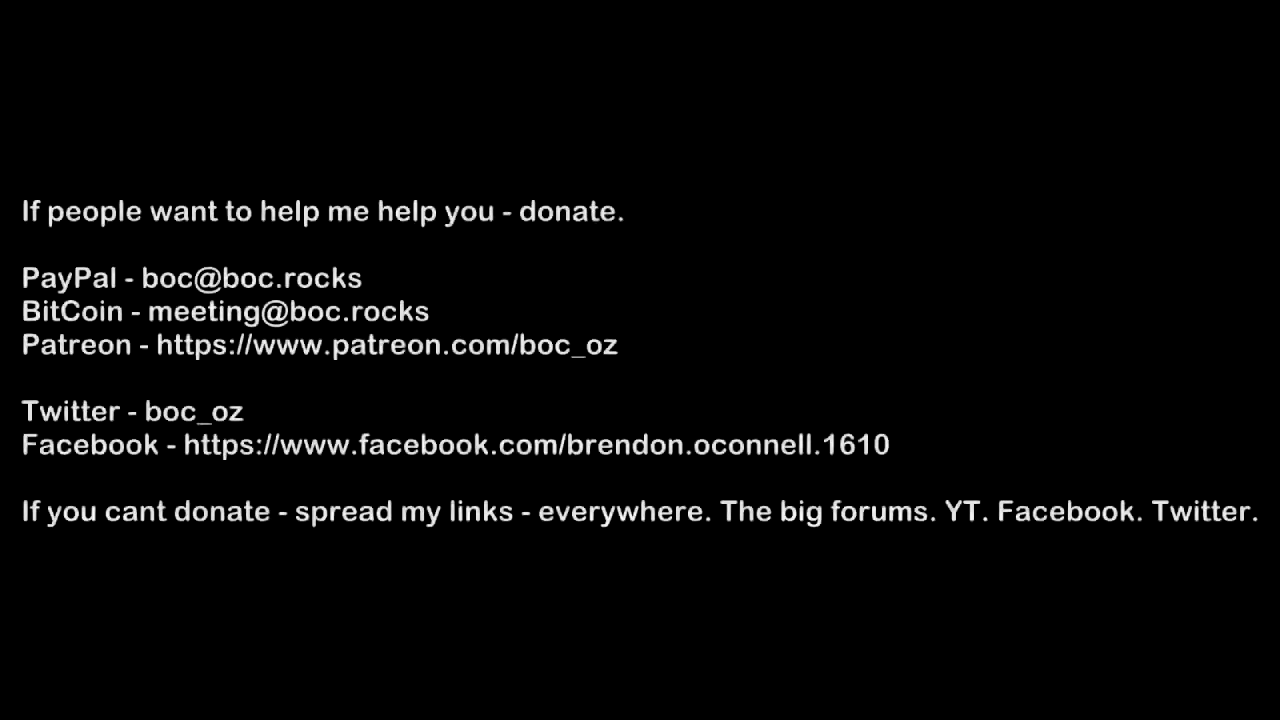 If people want to help me help you - donate.
PayPal - boc@boc.rocks
BitCoin - meeting@boc.rocks
Patreon - https://www.patreon.com/boc_oz
Twitter - boc_oz
Facebook - https://www.facebook.com/brendon.oconnell.1610
If you cant donate - spread my links - everywhere. The big forums. YT. Facebook. Twitter.